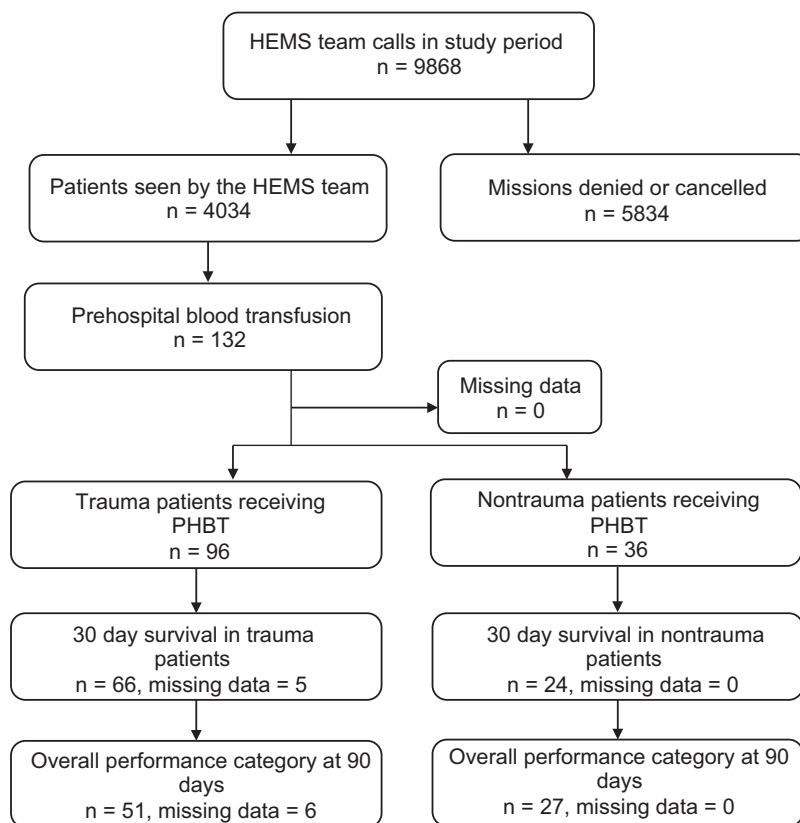 HEMS team calls in study period
n = 9868
Patients seen by the HEMS team
n = 4034
Missions denied or cancelled
n = 5834
Prehospital blood transfusion
n = 132
Missing data
n = 0
Trauma patients receiving
PHBT
n = 96
Nontrauma patients receiving
PHBT
n = 36
30 day survival in trauma
patients
n = 66, missing data = 5
30 day survival in nontrauma
patients
n = 24, missing data = 0
Overall performance category at 90
days
n = 51, missing data = 6
Overall performance category at 90
days
n = 27, missing data = 0